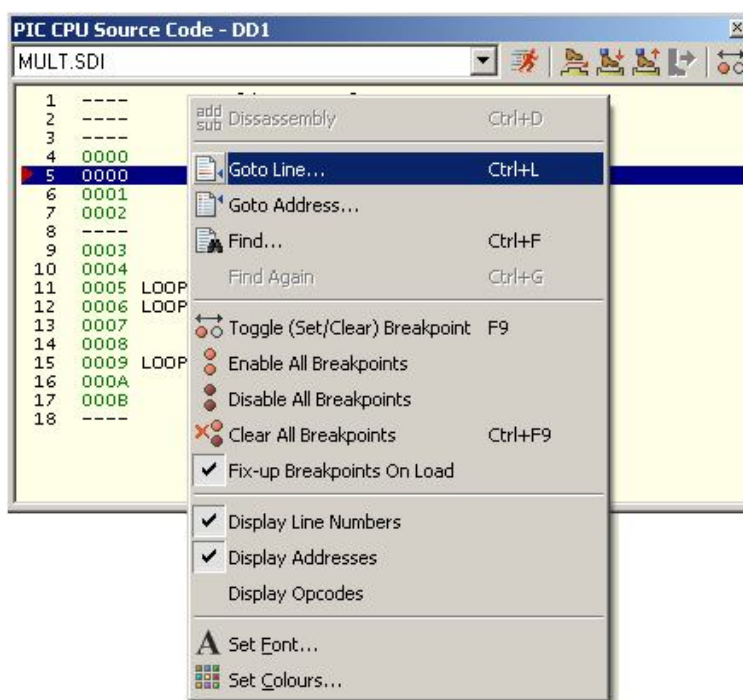 PIC CPU Source Code - DD1
MULT.SDI
1 ----
2 ----
3 ----
4 0000
5 0000
6 0001
7 0002
8 ----
9 0003
10 0004
11 0005 LOOP
12 0006 LOOP
13 0007
14 0008
15 0009 LOOP
16 000A
17 000B
18 ----
add sub Dissassembly Ctrl+D
Goto Line... Ctrl+L
Goto Address...
Find... Ctrl+F
Find Again Ctrl+G
Toggle (Set/Clear) Breakpoint F9
Enable All Breakpoints
Disable All Breakpoints
Clear All Breakpoints Ctrl+F9
Fix-up Breakpoints On Load
Display Line Numbers
Display Addresses
Display Opcodes
A Set Font...
Set Colours...